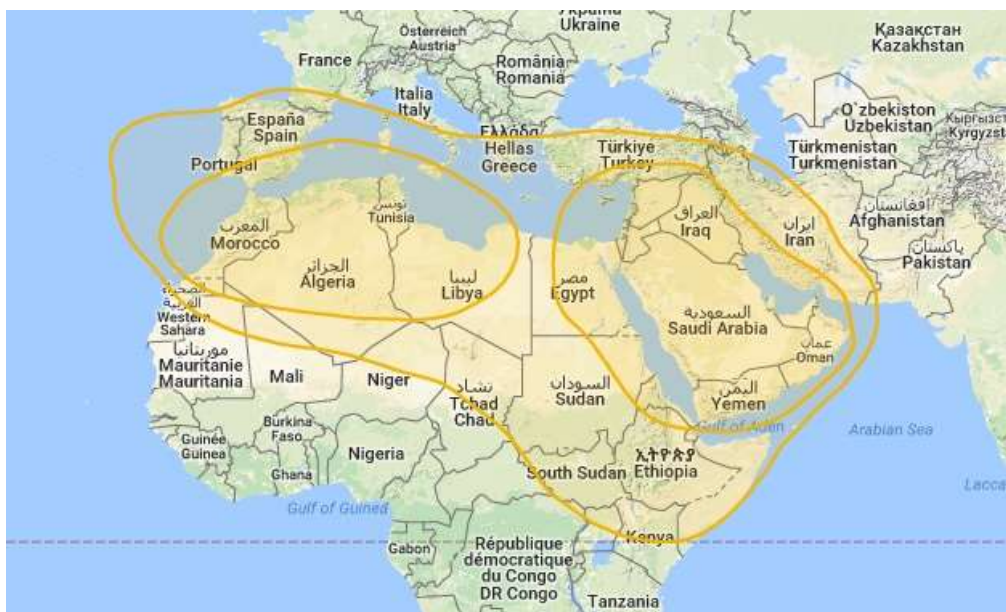 Україна
Ukraine
Österreich
Austria
Қазақстан
Kazakhstan
France
România
Romania
Italia
Italy
O`zbekiston
Uzbekistan
Кыргызст
Kyrgyzst
España
Spain
Ελλάδα
Hellas
Greece
Türkiye
Turkey
Türkmenistan
Turkmenistan
Portugal
تونس
Tunisia
العراق
Iraq
ایران
Iran
افغانستان
Afghanistan
پاکستان
Pakistan
المغرب
Morocco
الجزائر
Algeria
ليبيا
Libya
مصر
Egypt
السعودية
Saudi Arabia
الصحراء
الغربية
Western
Sahara
عمان
Oman
موريتانيا
Mauritanie
Mauritania
Mali
Niger
تشاد
Tchad
Chad
السودان
Sudan
اليمن
Yemen
Gulf of Aden
Arabian Sea
Burkina
Faso
Guinée
Guinea
Nigeria
Ghana
South Sudan
ኢትዮጵያ
Ethiopia
Lacca
Gulf of Guinea
Gabon
Kenya
République
démocratique
du Congo
DR Congo
Tanzania